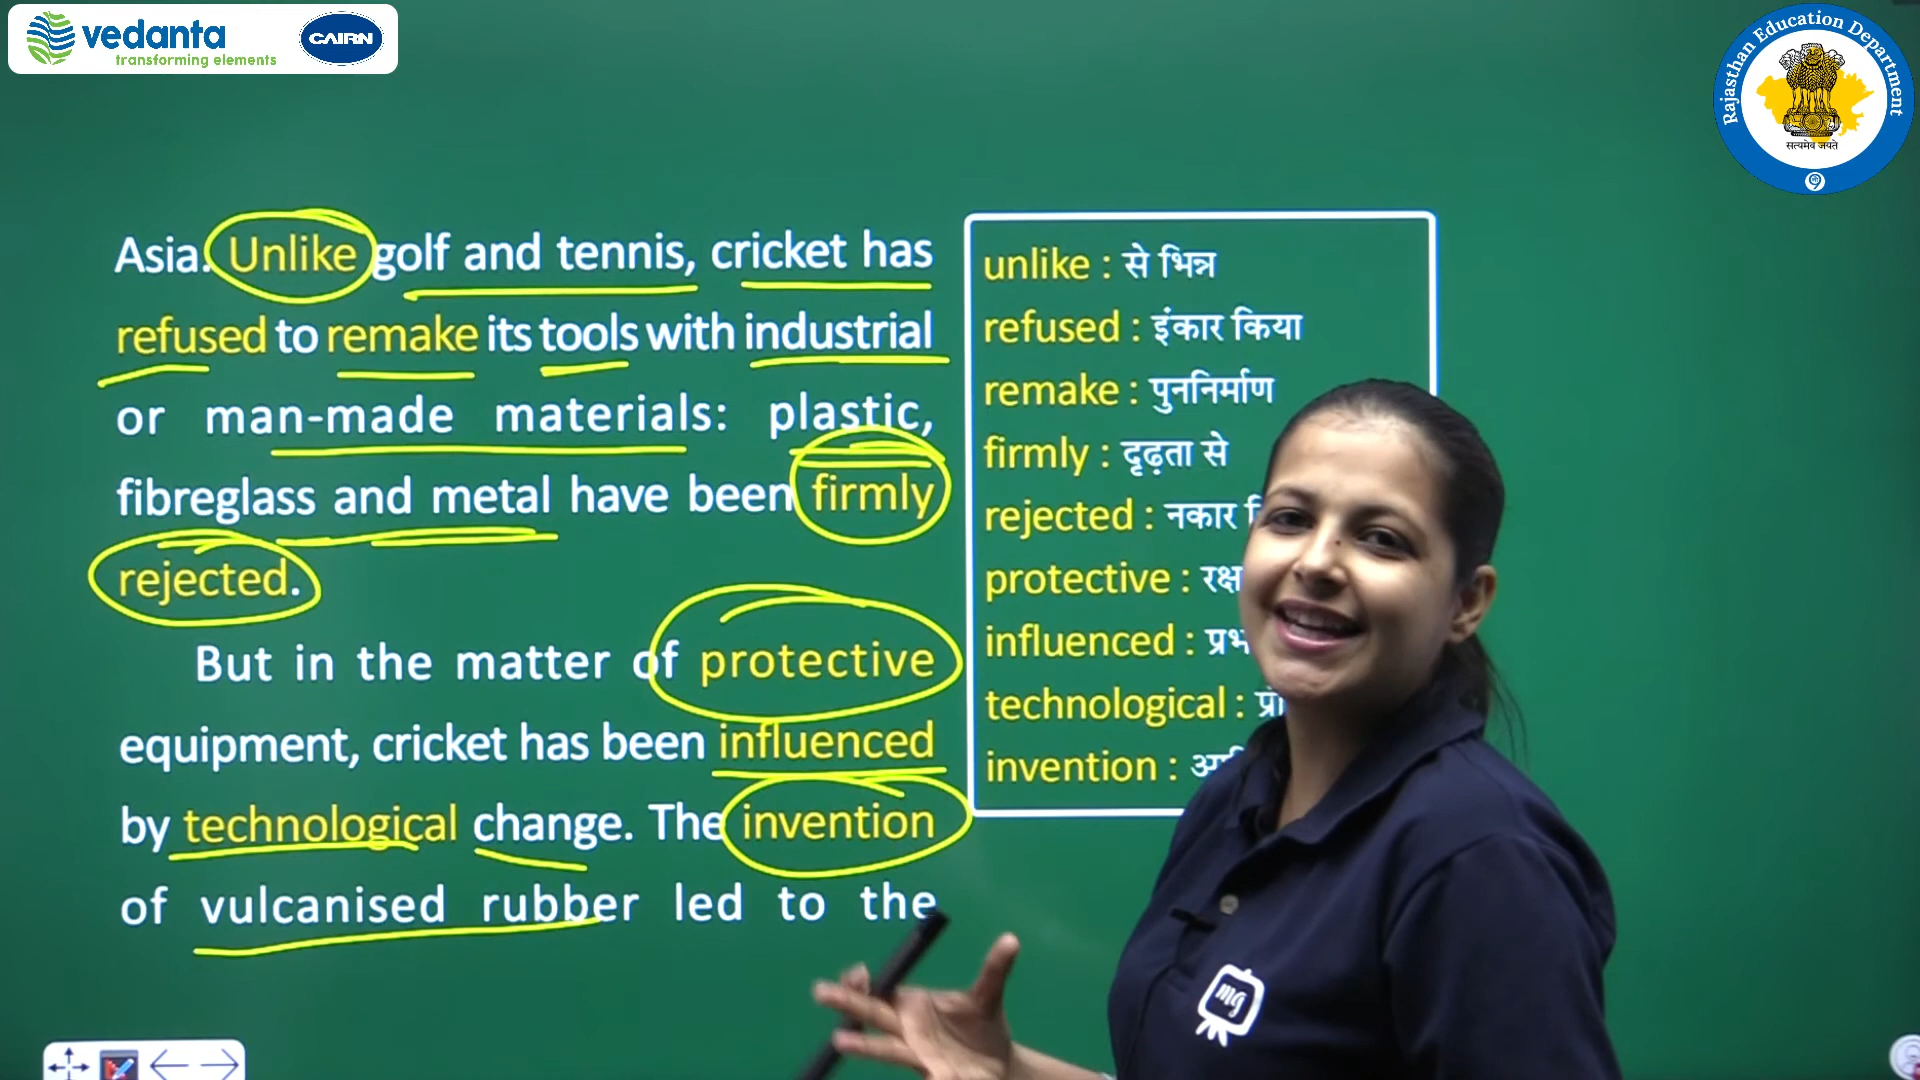 vedanta
transforming elements
CAIRN
Rajasthan Education Department
सत्यमेव जयते
Asia. Unlike golf and tennis, cricket has
refused to remake its tools with industrial
or man-made materials: plastic,
fibreglass and metal have been firmly
rejected.
But in the matter of protective
equipment, cricket has been influenced
by technological change. The invention
of vulcanised rubber led to the
unlike : से भिन्न
refused : इंकार किया
remake : पुननिर्माण
firmly : दृढ़ता से
rejected : नकार
protective :
influenced :
technological :
invention :
mg